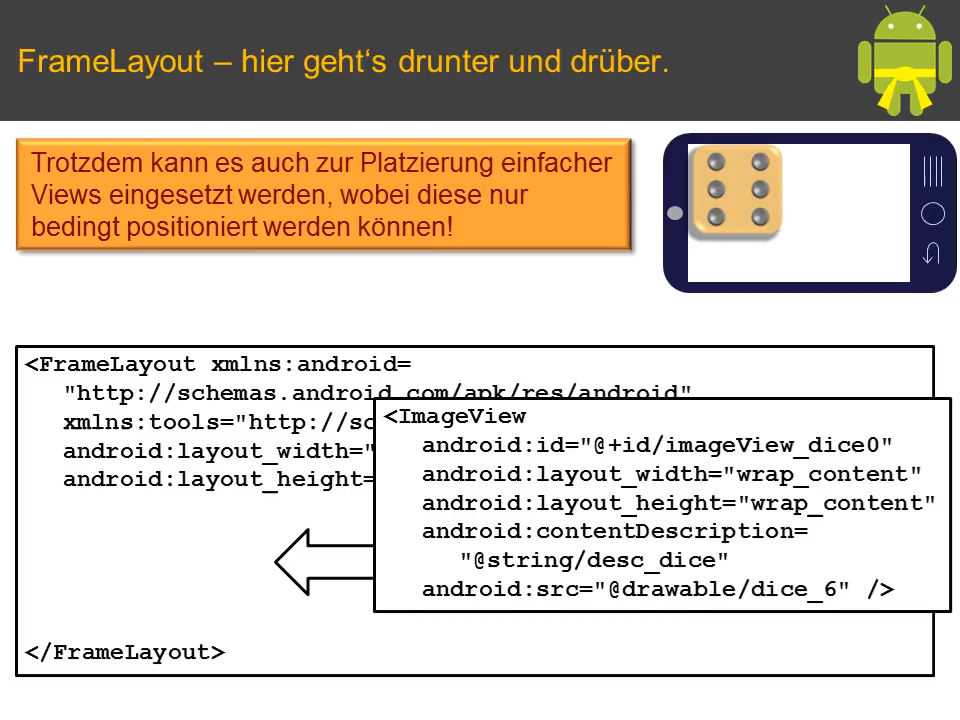 FrameLayout – hier geht‘s drunter und drüber.
Trotzdem kann es auch zur Platzierung einfacher
Views eingesetzt werden, wobei diese nur
bedingt positioniert werden können!
<FrameLayout xmlns:android=
"http://schemas.android.com/apk/res/android"
xmlns:tools="http://sc
android:layout_width="
android:layout_height=
<ImageView
android:id="@+id/imageView_dice0"
android:layout_width="wrap_content"
android:layout_height="wrap_content"
android:contentDescription=
"@string/desc_dice"
android:src="@drawable/dice_6" />
</FrameLayout>